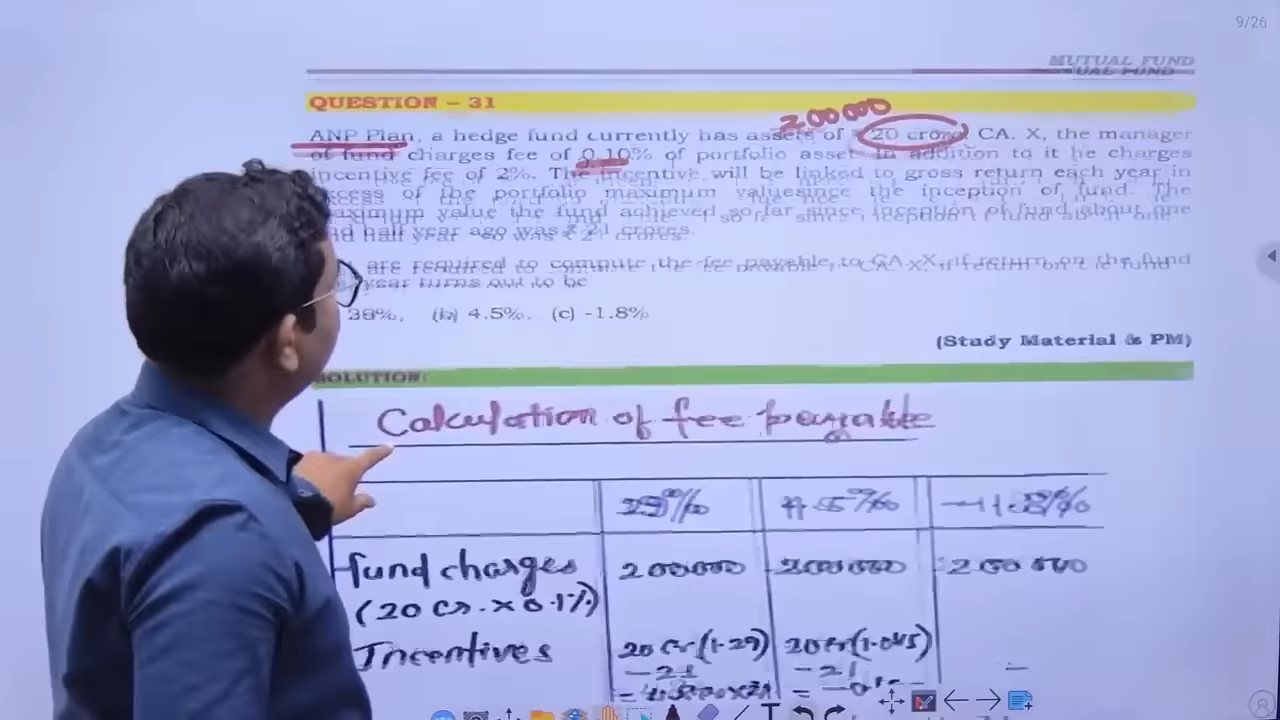 9/26
MUTUAL FUND
QUESTION - 31
200000
ANP Plan, a hedge fund currently has assets of 20 crore CA. X, the manager
of fund charges fee of 0.10% of portfolio asset. In addition to it he charges
incentive fee of 2%. The incentive will be linked to gross return each year in
excess of the portfolio maximum value since the inception of fund. The
maximum value the fund achieved so far since inception of fund about one
and half year ago was ₹ 21 crores.
are required to compute the fee payable to CA. X, if return on the fund
year turns out to be
(b) 4.5%, (c) -1.8%
(Study Material & PM)
SOLUTION:
Calculation of fee payable
29% 4.5% -1.8%
fund charges 200000 200000 200000
(20 Cr. × 0.1%)
Incentives 20 Cr(1.29) 20Cr(1.045) –
- 21 - 21